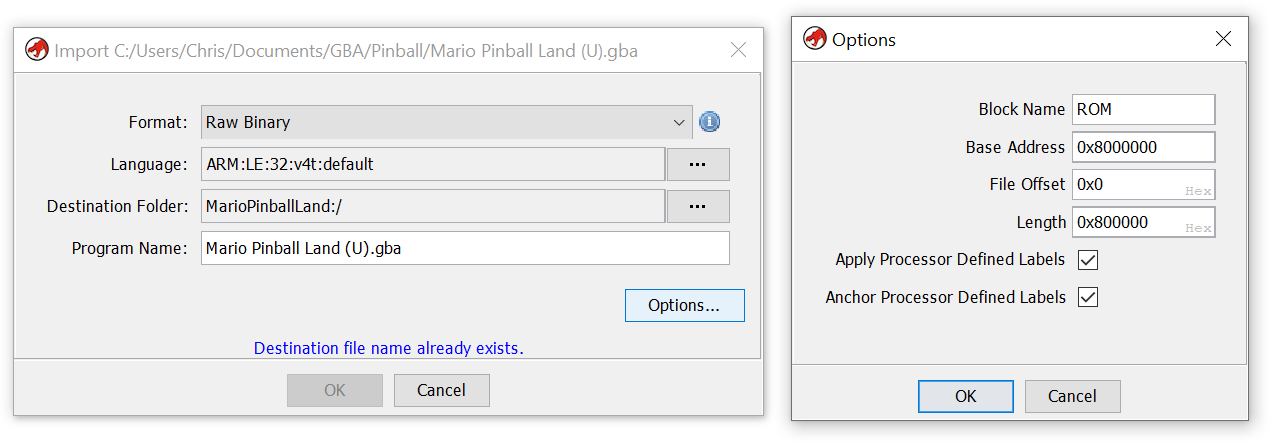 Import C:/Users/Chris/Documents/GBA/Pinball/Mario Pinball Land (U).gba
Format: Raw Binary
Language: ARM:LE:32:v4t:default ...
Destination Folder: MarioPinballLand:/ ...
Program Name: Mario Pinball Land (U).gba
Options...
Destination file name already exists.
OK Cancel
Options
Block Name ROM
Base Address 0x8000000
File Offset 0x0 Hex
Length 0x800000 Hex
Apply Processor Defined Labels
Anchor Processor Defined Labels
OK Cancel